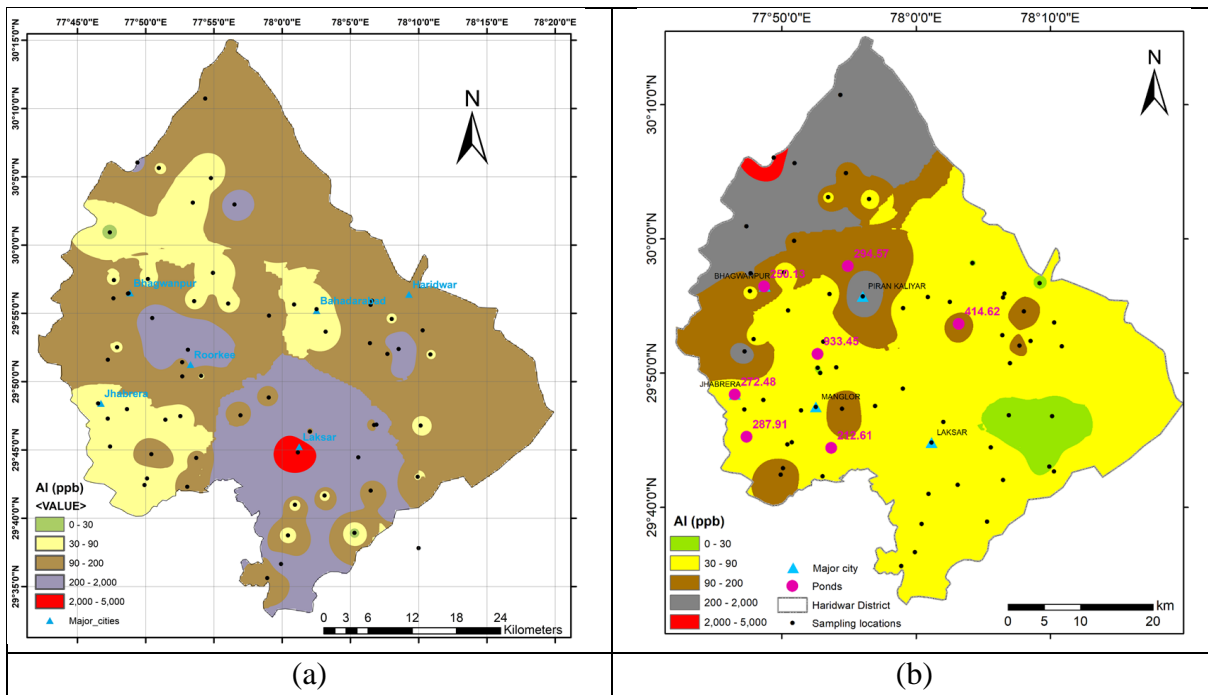 77°45'0"E 77°50'0"E 77°55'0"E 78°0'0"E 78°5'0"E 78°10'0"E 78°15'0"E 78°20'0"E
30°15'0"N
30°10'0"N
30°5'0"N
30°0'0"N
29°55'0"N
29°50'0"N
29°45'0"N
29°40'0"N
29°35'0"N
N
Bhagwanpur
Haridwar
Bahadarabad
Roorkee
Jhabrera
Laksar
Al (ppb)
<VALUE>
0 - 30
30 - 90
90 - 200
200 - 2,000
2,000 - 5,000
Major_cities
0 3 6 12 18 24
Kilometers
(a)
77°50'0"E 78°0'0"E 78°10'0"E
30°10'0"N
30°0'0"N
29°50'0"N
29°40'0"N
N
294.57
BHAGWANPUR
250.13
PIRAN KALIYAR
414.62
933.45
JHABRERA
272.48
MANGLOR
287.91
212.61
LAKSAR
Al (ppb)
0 - 30
30 - 90
90 - 200
200 - 2,000
2,000 - 5,000
Major city
Ponds
Haridwar District
Sampling locations
km
0 5 10 20
(b)